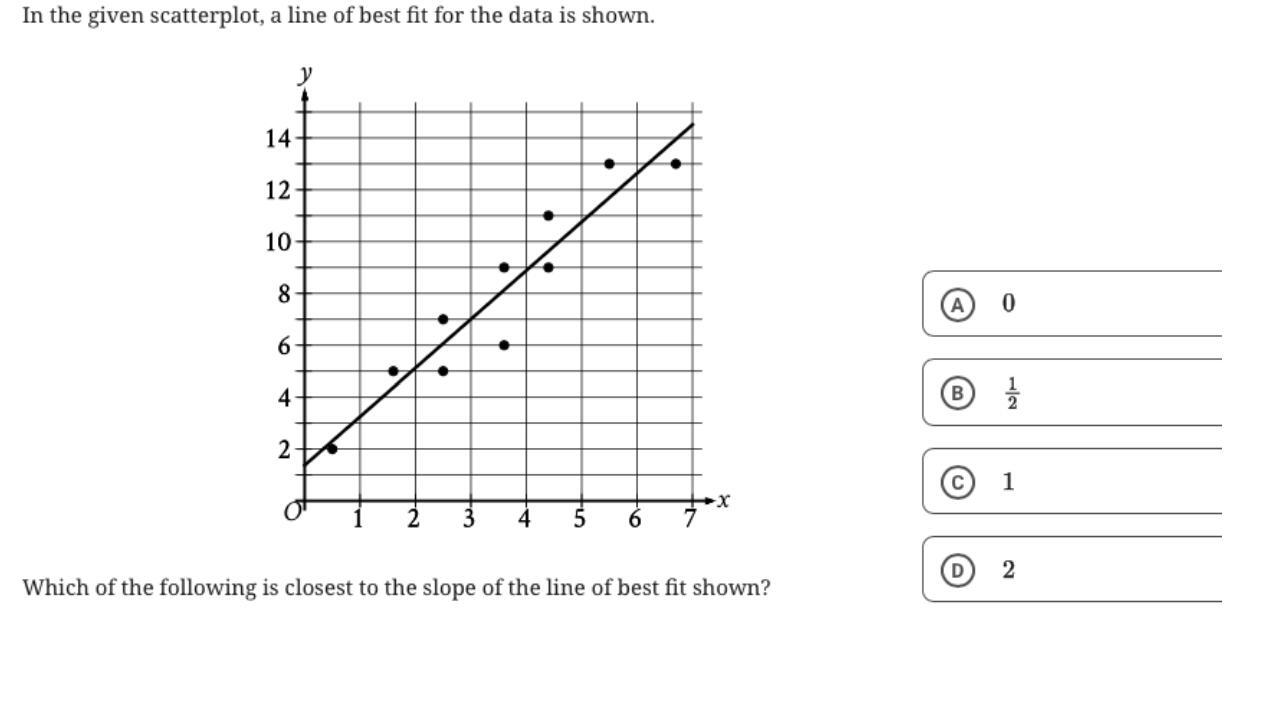 In the given scatterplot, a line of best fit for the data is shown.
y
14
12
10
8
6
4
2
O
1 2 3 4 5 6 7
x
Which of the following is closest to the slope of the line of best fit shown?
A 0
B 1/2
C 1
D 2